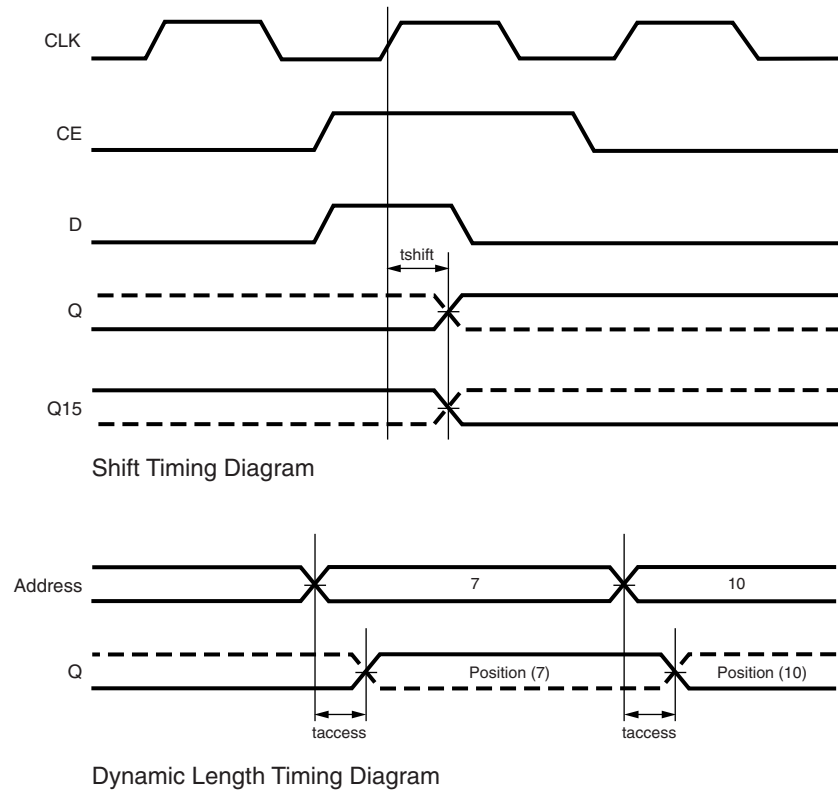 CLK
CE
D
tshift
Q
Q15
Shift Timing Diagram
Address 7 10
Q Position (7) Position (10)
taccess taccess
Dynamic Length Timing Diagram